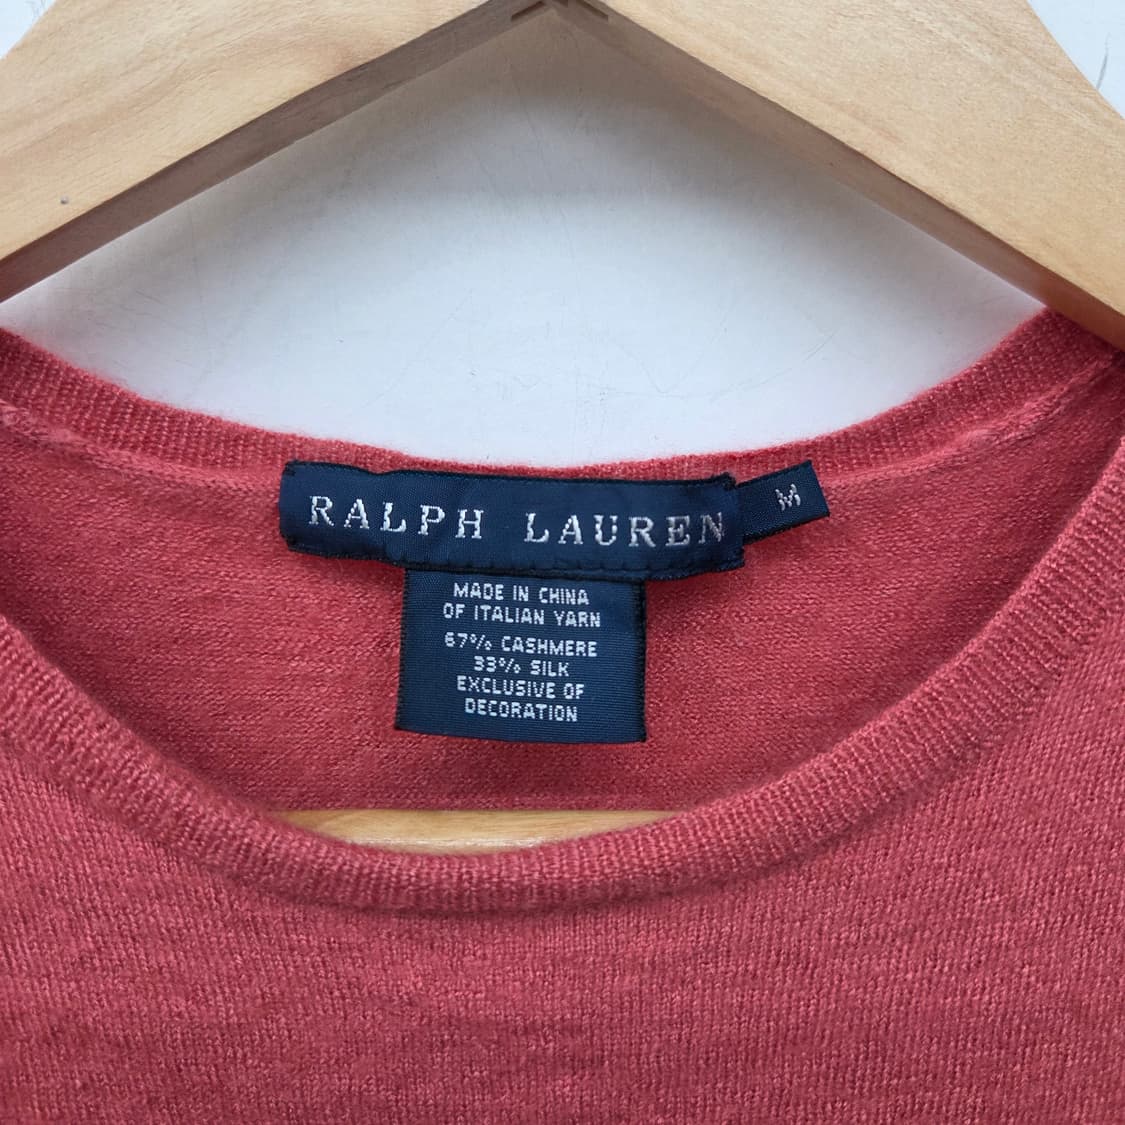 RALPH LAUREN M
MADE IN CHINA
OF ITALIAN YARN
67% CASHMERE
33% SILK
EXCLUSIVE OF
DECORATION